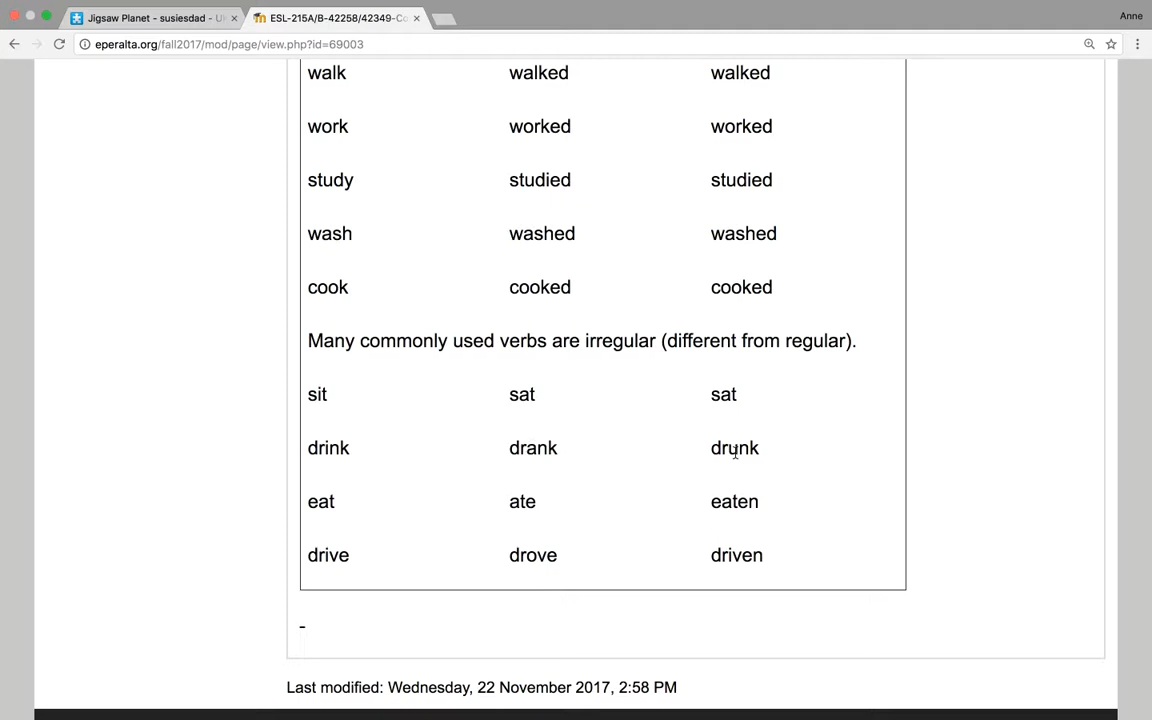 Jigsaw Planet - susiesdad - U
ESL-215A/B-42258/42349-Co
Anne
eperalta.org/fall2017/mod/page/view.php?id=69003
walk walked walked
work worked worked
study studied studied
wash washed washed
cook cooked cooked
Many commonly used verbs are irregular (different from regular).
sit sat sat
drink drank drunk
eat ate eaten
drive drove driven
-
Last modified: Wednesday, 22 November 2017, 2:58 PM